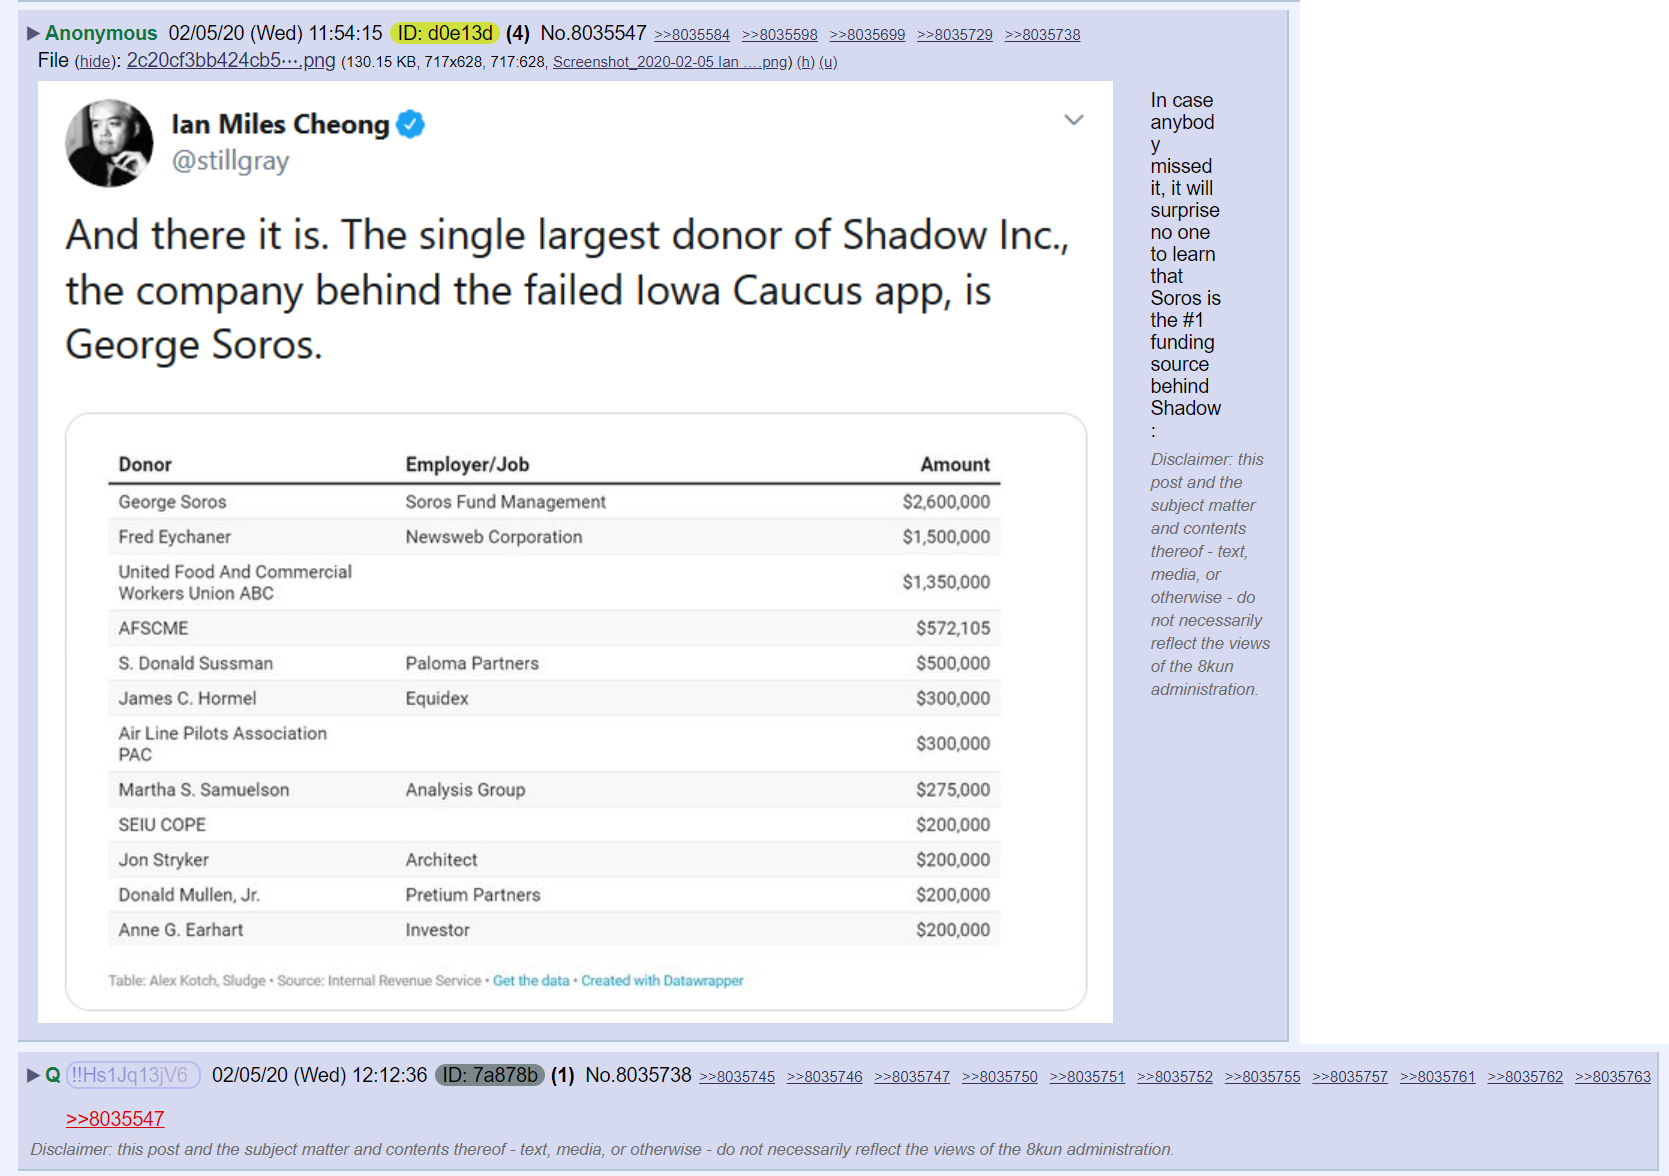 Anonymous 02/05/20 (Wed) 11:54:15 ID: d0e13d (4) No.8035547 >>8035584 >>8035598 >>8035699 >>8035729 >>8035738
File (hide): 2c20cf3bb424cb5⋯.png (130.15 KB, 717x628, 717:628, Screenshot_2020-02-05 Ian ….png) (h) (u)
Ian Miles Cheong
@stillgray
And there it is. The single largest donor of Shadow Inc.,
the company behind the failed Iowa Caucus app, is
George Soros.
Donor Employer/Job Amount
George Soros Soros Fund Management $2,600,000
Fred Eychaner Newsweb Corporation $1,500,000
United Food And Commercial
Workers Union ABC $1,350,000
AFSCME $572,105
S. Donald Sussman Paloma Partners $500,000
James C. Hormel Equidex $300,000
Air Line Pilots Association
PAC $300,000
Martha S. Samuelson Analysis Group $275,000
SEIU COPE $200,000
Jon Stryker Architect $200,000
Donald Mullen, Jr. Pretium Partners $200,000
Anne G. Earhart Investor $200,000
Table: Alex Kotch, Sludge • Source: Internal Revenue Service • Get the data • Created with Datawrapper
In case
anybod
y
missed
it, it will
surprise
no one
to learn
that
Soros is
the #1
funding
source
behind
Shadow
:
Disclaimer: this
post and the
subject matter
and contents
thereof - text,
media, or
otherwise - do
not necessarily
reflect the views
of the 8kun
administration.
Q !!Hs1Jq13jV6 02/05/20 (Wed) 12:12:36 ID: 7a878b (1) No.8035738 >>8035745 >>8035746 >>8035747 >>8035750 >>8035751 >>8035752 >>8035755 >>8035757 >>8035761 >>8035762 >>8035763
>>8035547
Disclaimer: this post and the subject matter and contents thereof - text, media, or otherwise - do not necessarily reflect the views of the 8kun administration.